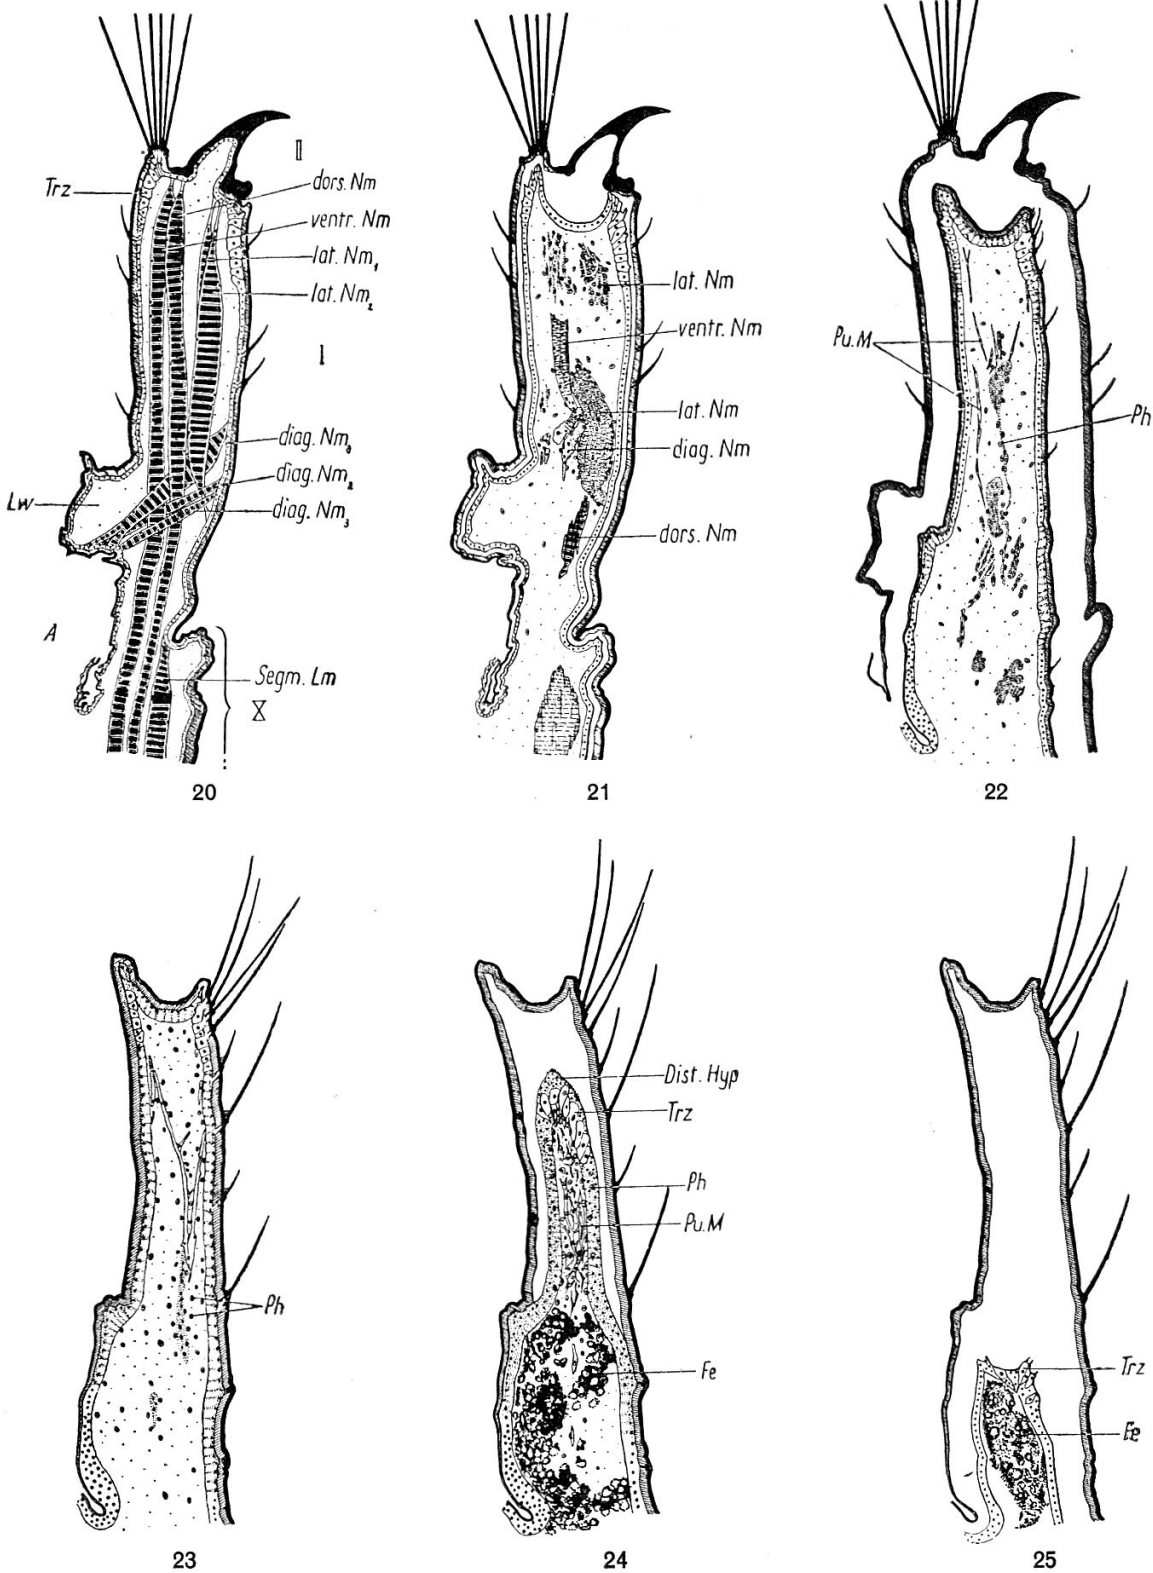 II
Trz
dors. Nm
ventr. Nm
lat. Nm₁
lat. Nm₂
I
diag. Nm₁
diag. Nm₂
diag. Nm₃
Lw
A
Segm. Lm
X
20
lat. Nm
ventr. Nm
lat. Nm
diag. Nm
dors. Nm
21
Pu. M
Ph
22
Ph
23
Dist. Hyp
Trz
Ph
Pu. M
Fe
24
Trz
Ee
25